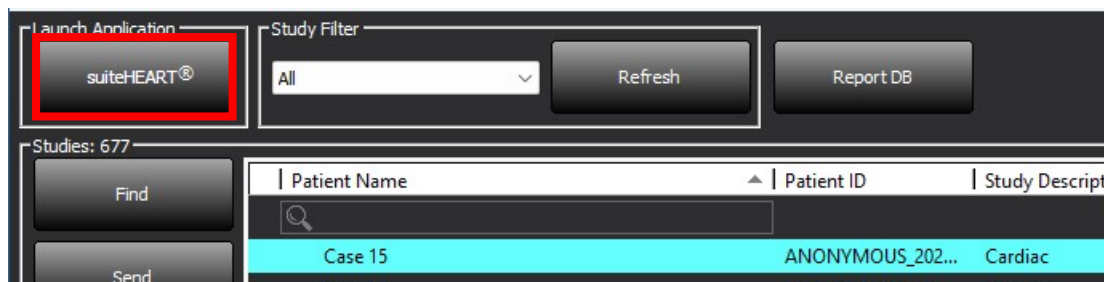 Launch Application
Study Filter
suiteHEART®
All
Refresh
Report DB
Studies: 677
Find
Patient Name
Patient ID
Study Descript
Case 15
ANONYMOUS_202...
Cardiac
Send